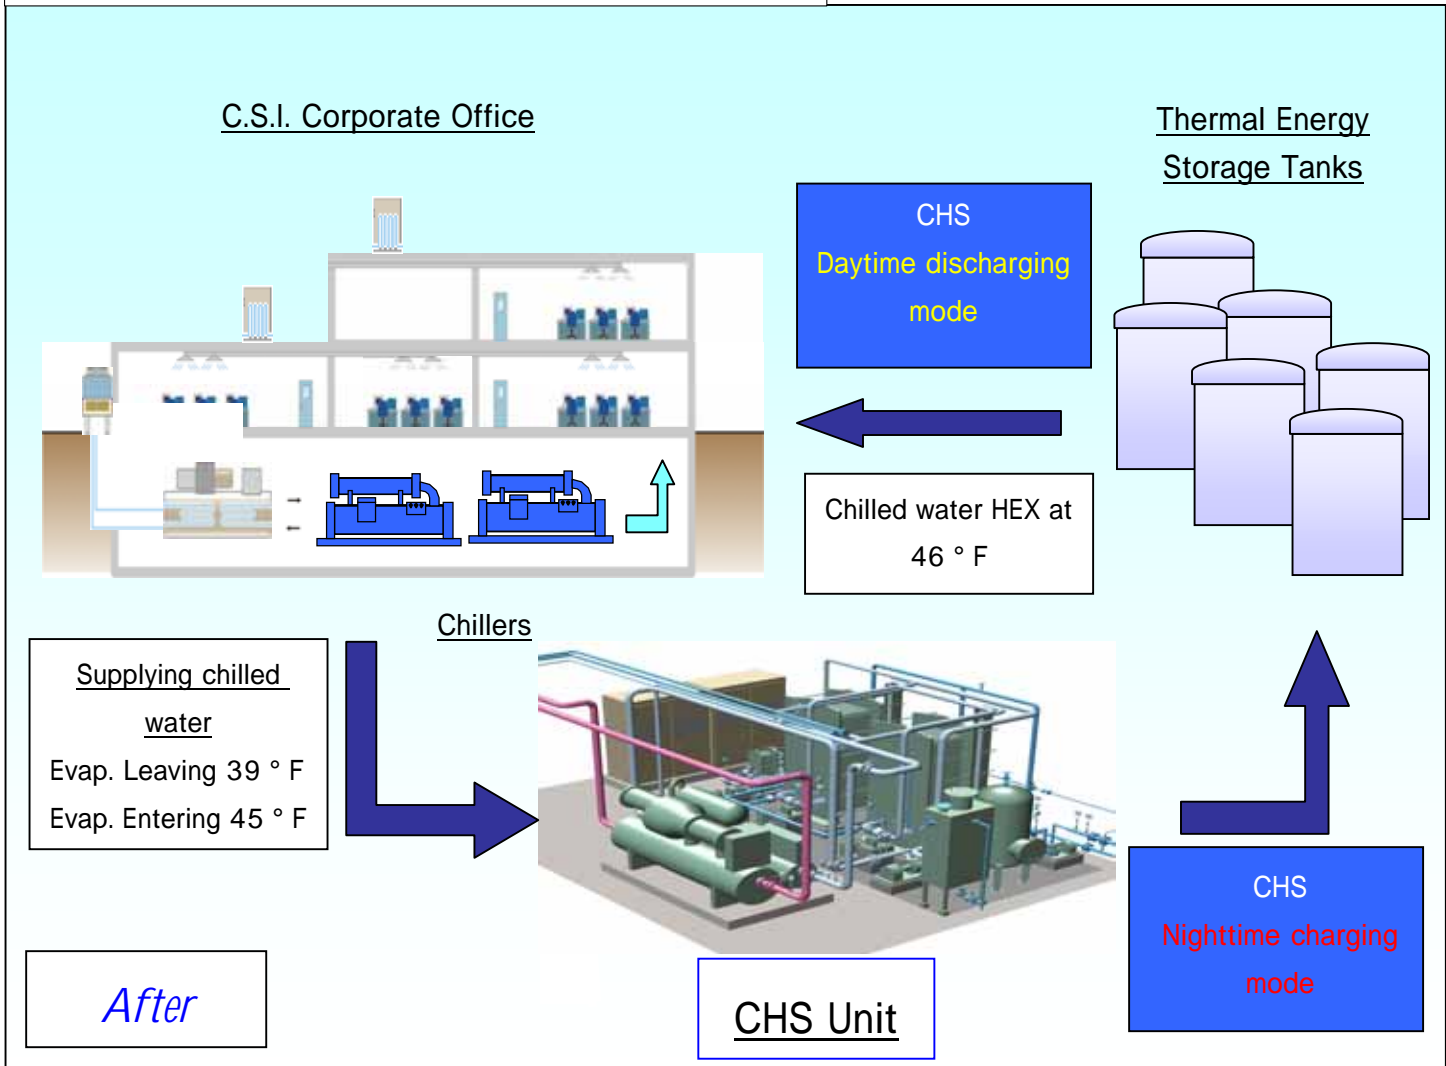 C.S.I. Corporate Office
Thermal Energy
Storage Tanks
CHS
Daytime discharging
mode
Chilled water HEX at
46 ° F
Chillers
Supplying chilled
water
Evap. Leaving 39 ° F
Evap. Entering 45 ° F
CHS
Nighttime charging
mode
After
CHS Unit